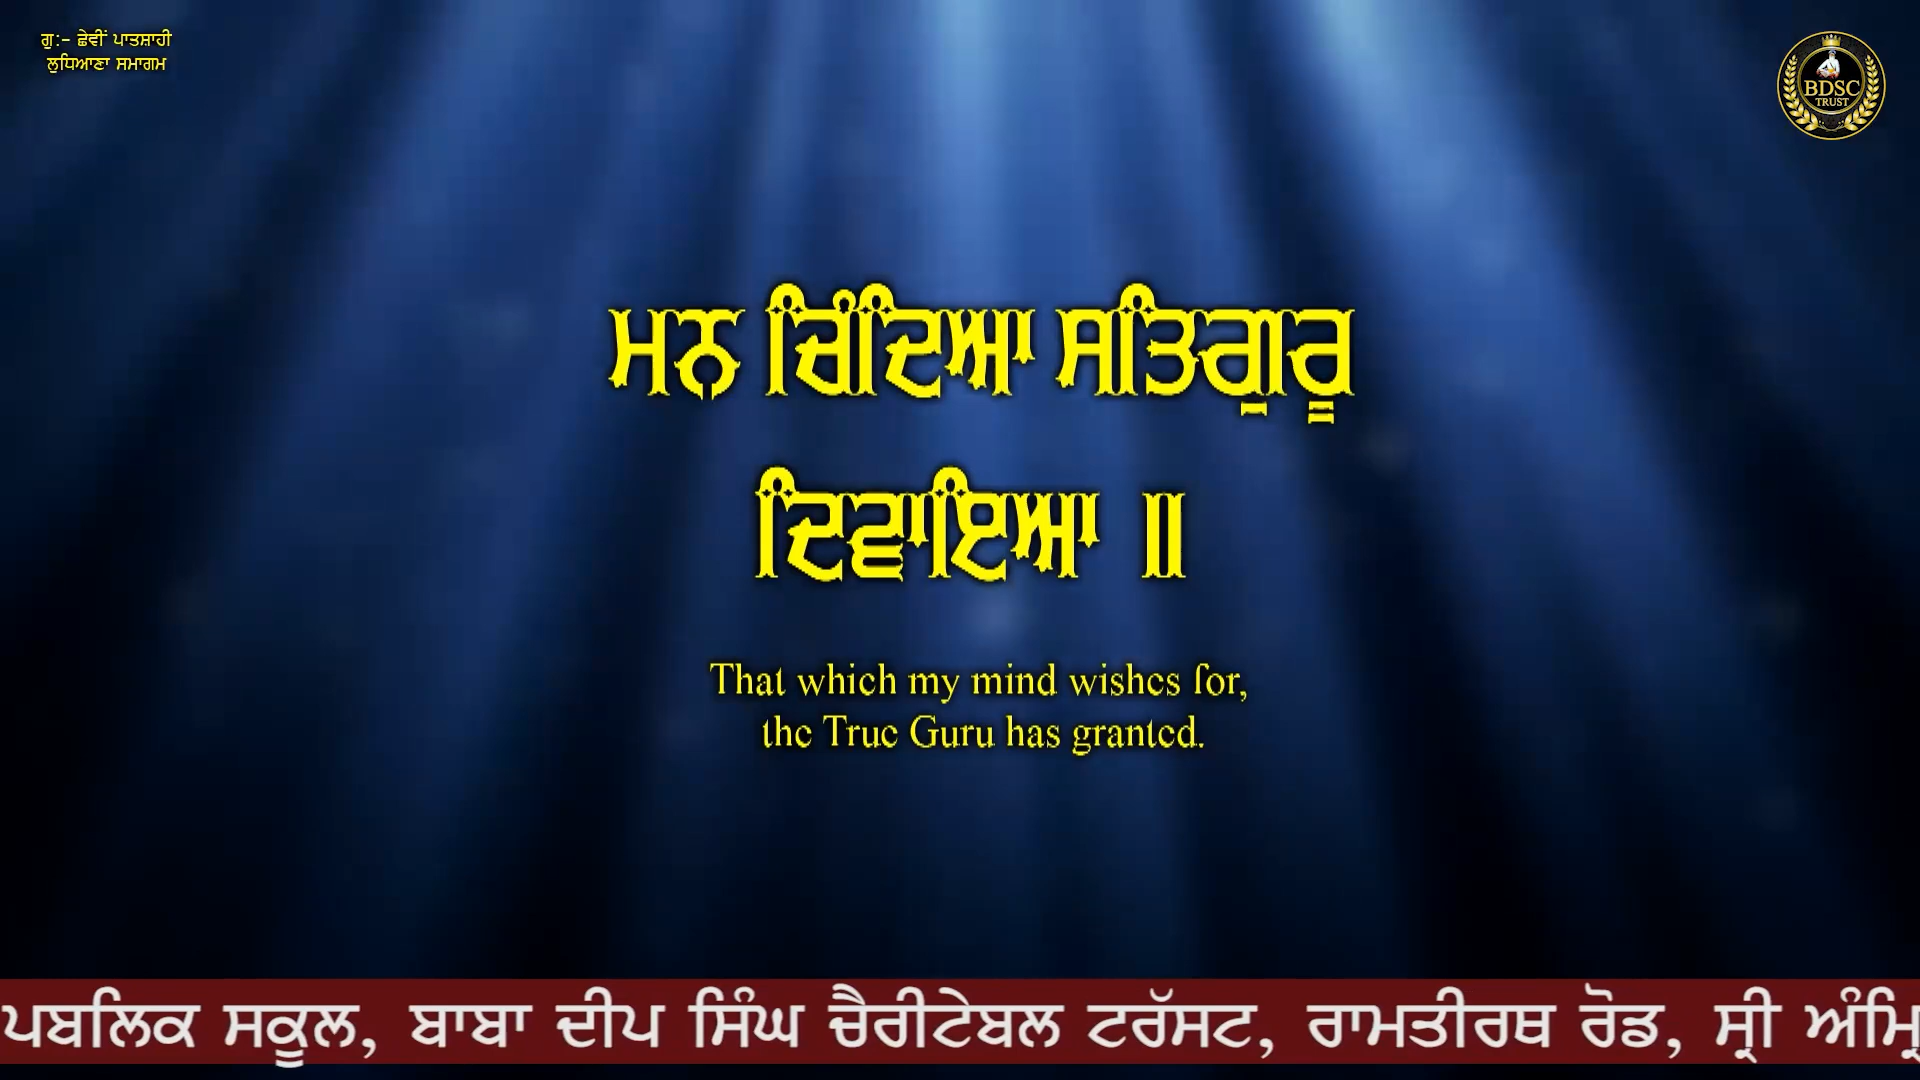 ਗੁ:- ਛੇਵੀਂ ਪਾਤਸ਼ਾਹੀ
ਲੁਧਿਆਣਾ ਸਮਾਗਮ
BDSC
TRUST
ਮਨ ਚਿੰਦਿਆ ਸਤਿਗੁਰੂ
ਦਿਵਾਇਆ ॥
That which my mind wishes for,
the True Guru has granted.
ਪਬਲਿਕ ਸਕੂਲ, ਬਾਬਾ ਦੀਪ ਸਿੰਘ ਚੈਰੀਟੇਬਲ ਟਰੱਸਟ, ਰਾਮਤੀਰਥ ਰੋਡ, ਸ੍ਰੀ ਅੰਮ੍ਰਿ